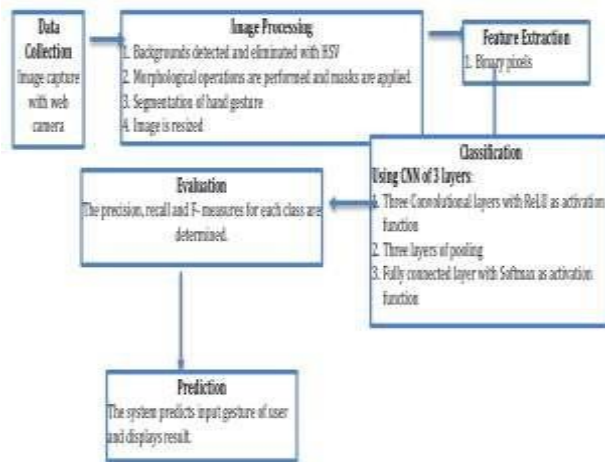 Data
Collection
Image capture
with web
camera
Image Processing
1. Backgrounds detected and eliminated with HSV
2. Morphological operations are performed and masks are applied.
3. Segmentation of hand gesture
4. Image is resized
Feature Extraction
1. Binary pixels
Classification
Using CNN of 3 layers:
1. Three Convolutional layers with ReLU as activation
function
2. Three layers of pooling
3. Fully connected layer with Softmax as activation
function
Evaluation
The precision, recall and F- measures for each class are
determined.
Prediction
The system predicts input gesture of user
and displays result.